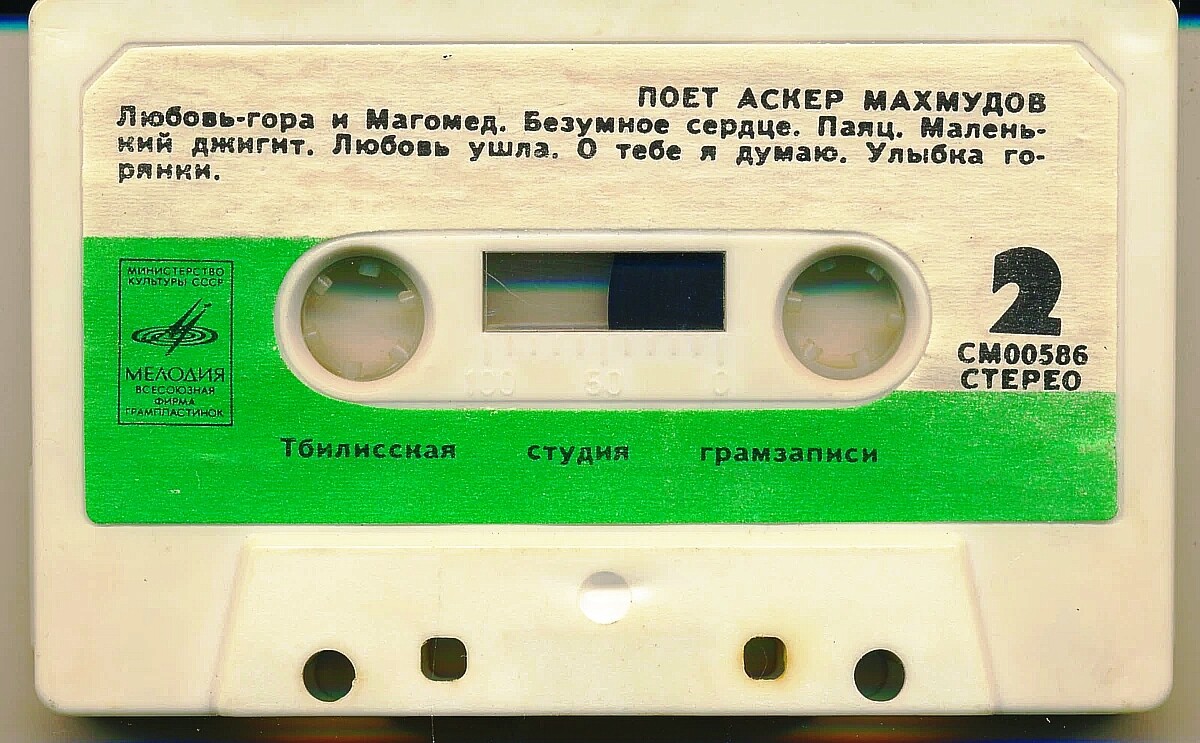 ПОЕТ АСКЕР МАХМУДОВ
Любовь-гора и Магомед. Безумное сердце. Паяц. Малень-
кий джигит. Любовь ушла. О тебе я думаю. Улыбка го-
рянки.
МИНИСТЕРСТВО
КУЛЬТУРЫ СССР
МЕЛОДИЯ
ВСЕСОЮЗНАЯ
ФИРМА
ГРАМПЛАСТИНОК
2
СМ00586
СТЕРЕО
100 50 0
Тбилисская студия грамзаписи